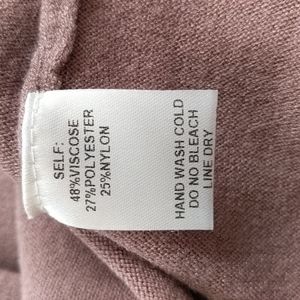 SELF:
48%VISCOSE
27%POLYESTER
25%NYLON
HAND WASH COLD
DO NO BLEACH
LINE DRY